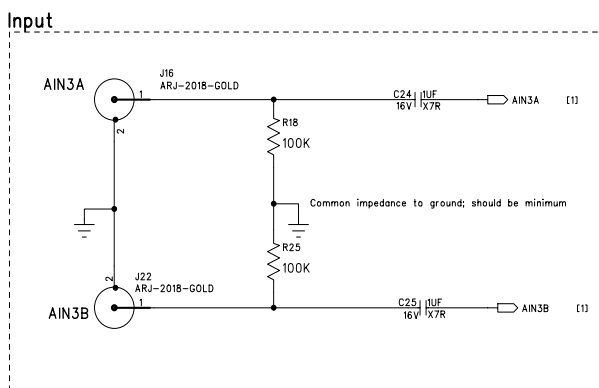 Input
AIN3A
J16
ARJ-2018-GOLD
1
2
R18
100K
C24
1UF
16V
X7R
AIN3A
[1]
Common impedance to ground; should be minimum
R25
100K
J22
ARJ-2018-GOLD
2
1
AIN3B
C25
1UF
16V
X7R
AIN3B
[1]